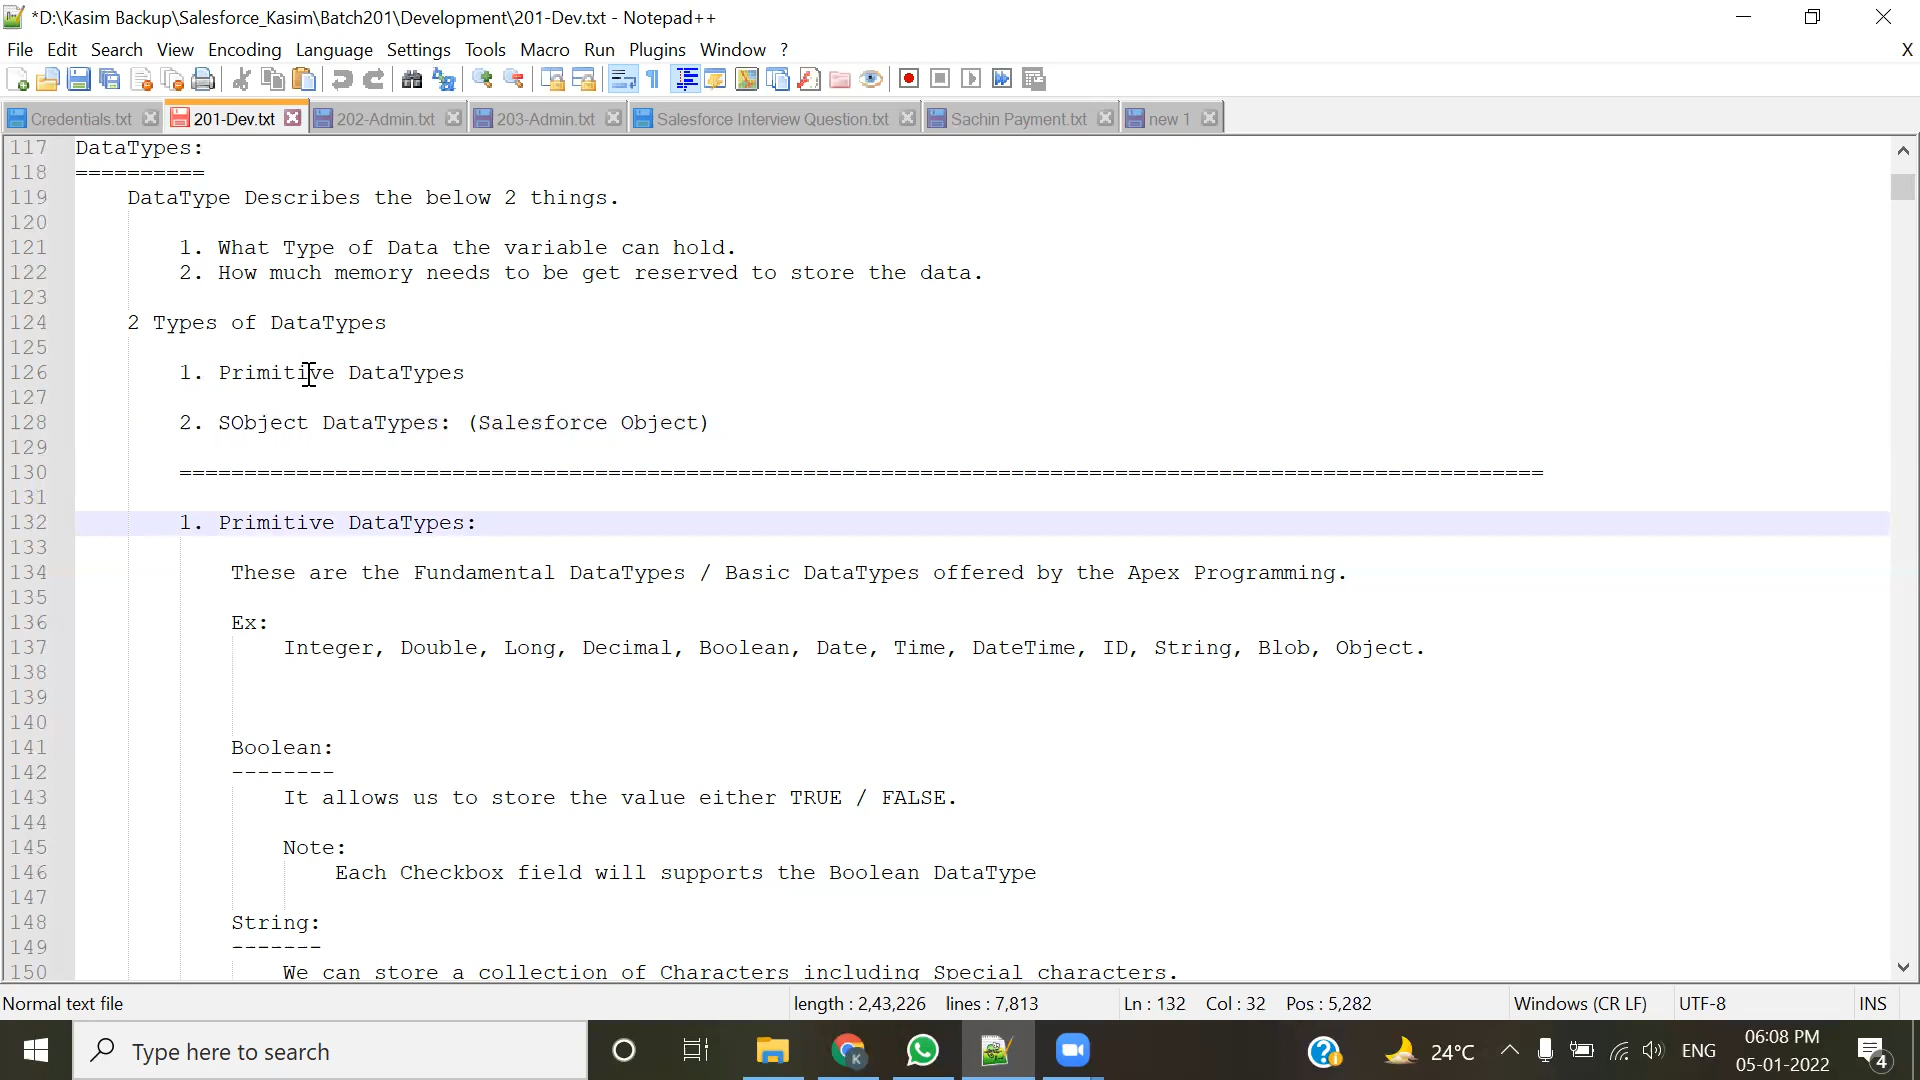 *D:\Kasim Backup\Salesforce_Kasim\Batch201\Development\201-Dev.txt - Notepad++
File Edit Search View Encoding Language Settings Tools Macro Run Plugins Window ? X
Credentials.txt 201-Dev.txt 202-Admin.txt 203-Admin.txt Salesforce Interview Question.txt Sachin Payment.txt new 1
117 DataTypes:
118 ==========
119 DataType Describes the below 2 things.
120
121 1. What Type of Data the variable can hold.
122 2. How much memory needs to be get reserved to store the data.
123
124 2 Types of DataTypes
125
126 1. Primitive DataTypes
127
128 2. SObject DataTypes: (Salesforce Object)
129
130 =========================================================================================================
131
132 1. Primitive DataTypes:
133
134 These are the Fundamental DataTypes / Basic DataTypes offered by the Apex Programming.
135
136 Ex:
137 Integer, Double, Long, Decimal, Boolean, Date, Time, DateTime, ID, String, Blob, Object.
138
139
140
141 Boolean:
142 --------
143 It allows us to store the value either TRUE / FALSE.
144
145 Note:
146 Each Checkbox field will supports the Boolean DataType
147
148 String:
149 -------
150 We can store a collection of Characters including Special characters.
Normal text file length : 2,43,226 lines : 7,813 Ln : 132 Col : 32 Pos : 5,282 Windows (CR LF) UTF-8 INS
Type here to search K 24°C ENG 06:08 PM 05-01-2022 4